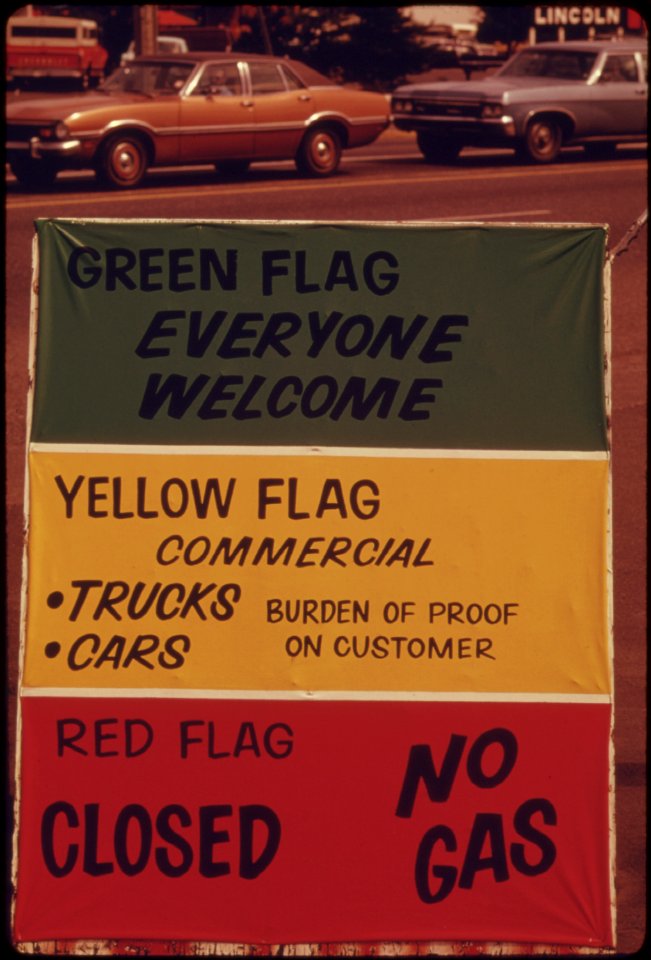 LINCOLN
GREEN FLAG
EVERYONE
WELCOME
YELLOW FLAG
COMMERCIAL
•TRUCKS
•CARS
BURDEN OF PROOF
ON CUSTOMER
RED FLAG
CLOSED
NO
GAS